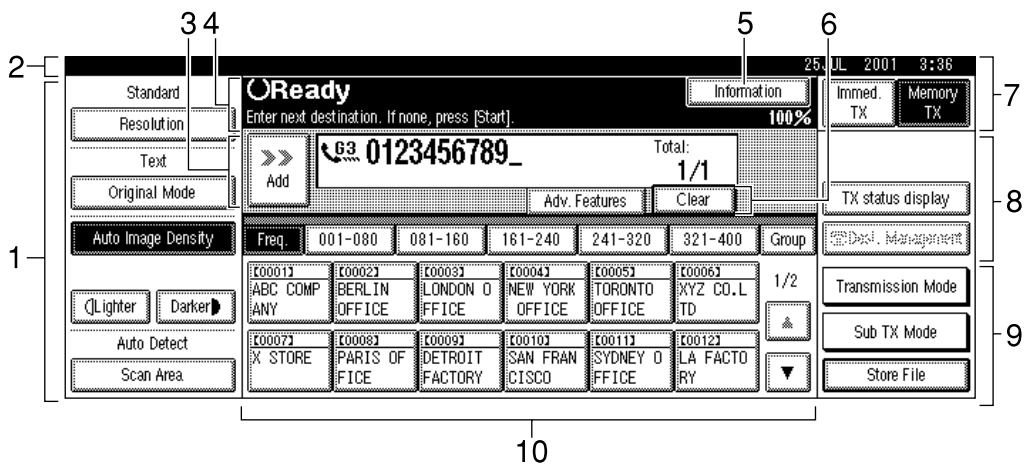 3 4 5 6
2
25 JUL 2001 3:36
Standard
Resolution
Text
Original Mode
Auto Image Density
Lighter Darker
Auto Detect
Scan Area
1
Ready Information
Enter next destination. If none, press [Start]. 100%
Add
G3 0123456789_
Total:
1/1
Adv. Features Clear
Freq. 001-080 081-160 161-240 241-320 321-400 Group
[0001] [0002] [0003] [0004] [0005] [0006]
ABC COMP BERLIN LONDON O NEW YORK TORONTO XYZ CO.L
ANY OFFICE FFICE OFFICE OFFICE TD
1/2
[0007] [0008] [0009] [0010] [0011] [0012]
X STORE PARIS OF DETROIT SAN FRAN SYDNEY O LA FACTO
FICE FACTORY CISCO FFICE RY
Immed. TX
Memory TX
7
TX status display
Dest. Management
8
Transmission Mode
Sub TX Mode
Store File
9
10